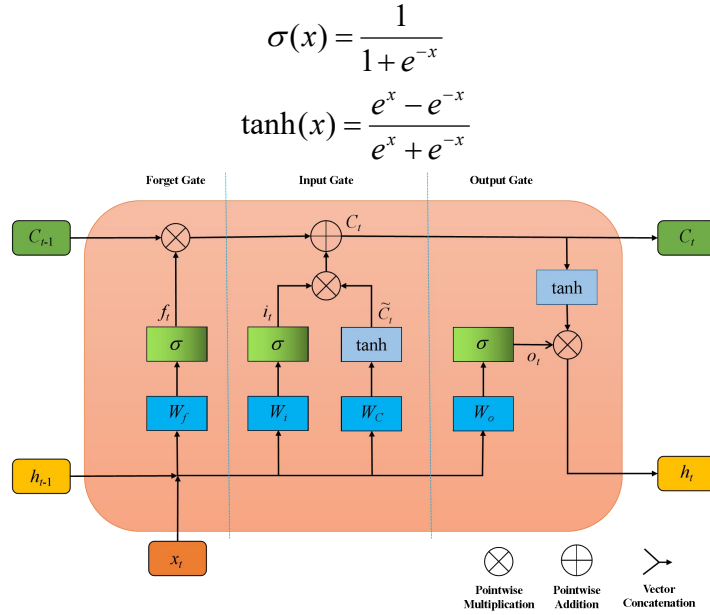 σ(x) = 1 / (1 + e^{-x})
tanh(x) = (e^x − e^{-x}) / (e^x + e^{-x})
Forget Gate Input Gate Output Gate
C_{t-1} C_t C_t
tanh
f_t i_t C̃_t
σ σ tanh σ o_t
W_f W_i W_C W_o
h_{t-1} h_t
x_t
Pointwise Multiplication
Pointwise Addition
Vector Concatenation